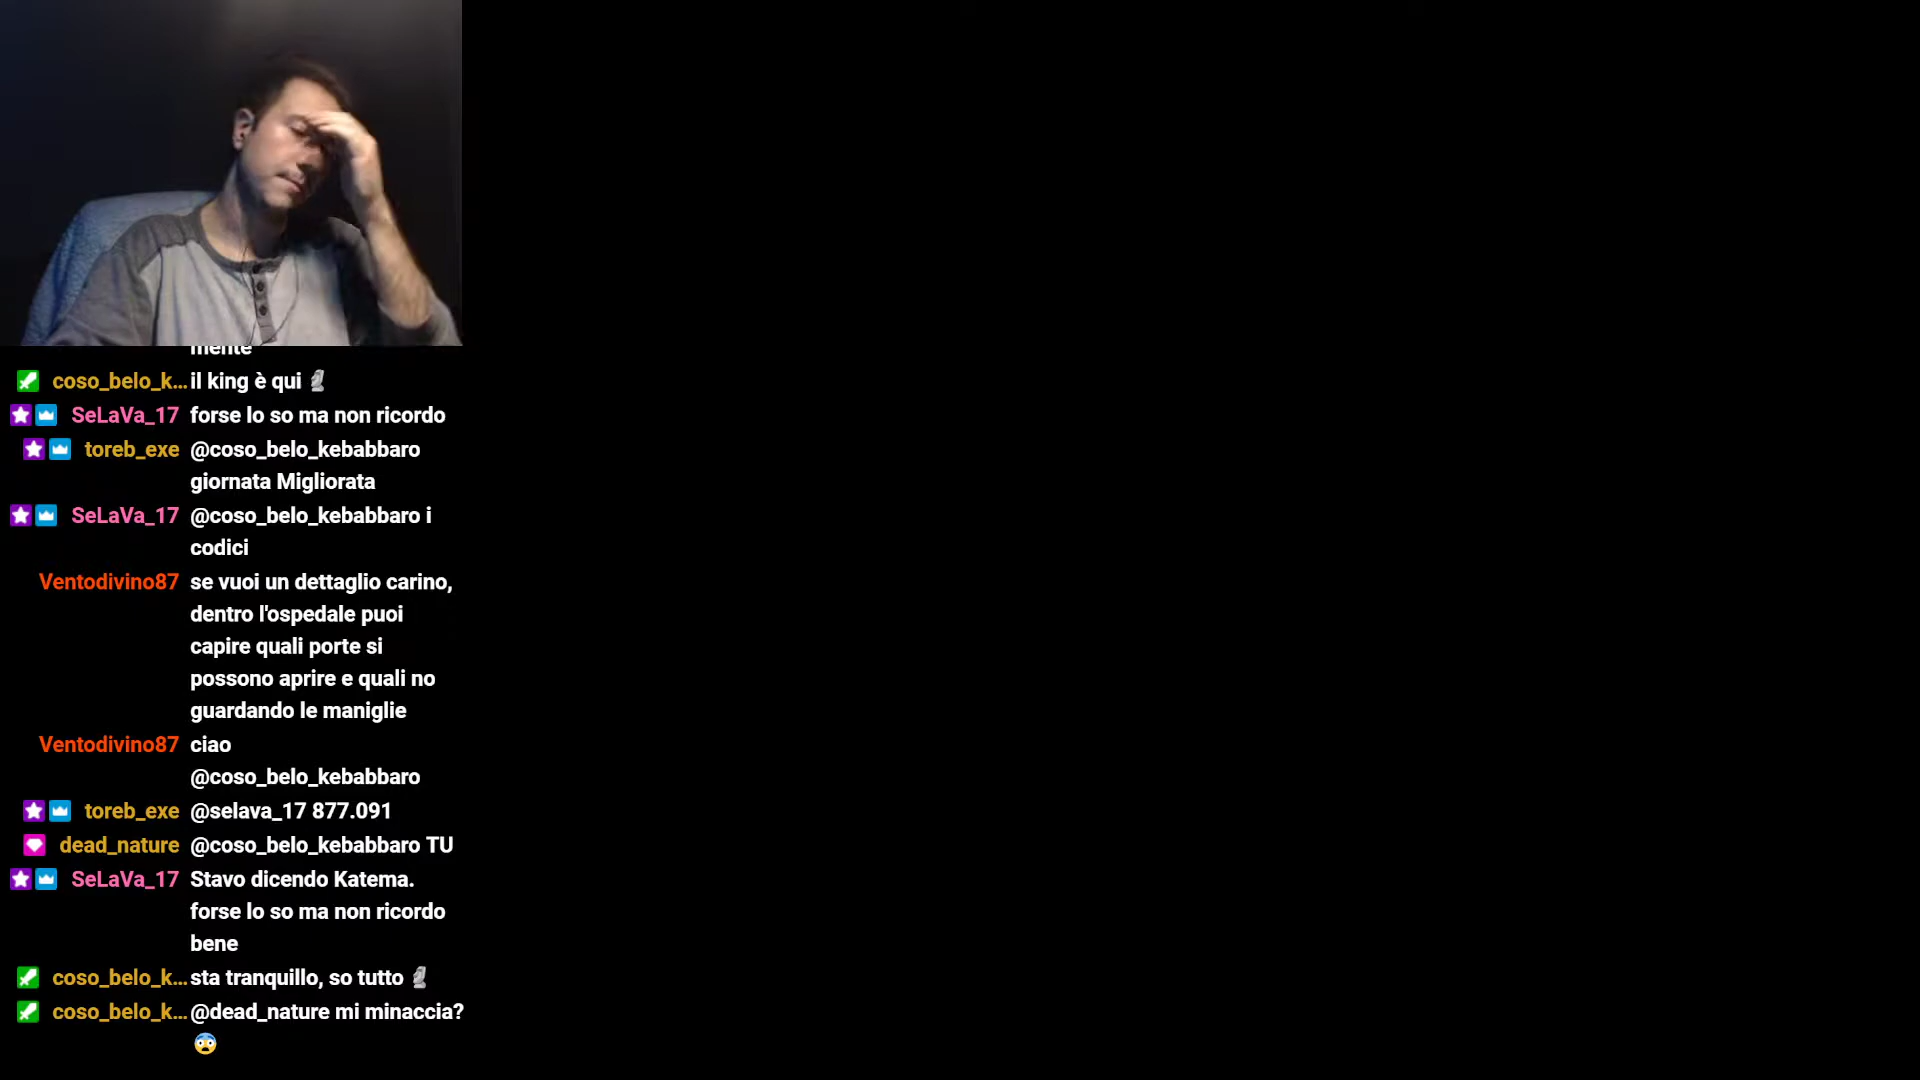 mente
coso_belo_k... il king è qui 🗿
SeLaVa_17 forse lo so ma non ricordo
toreb_exe @coso_belo_kebabbaro
giornata Migliorata
SeLaVa_17 @coso_belo_kebabbaro i
codici
Ventodivino87 se vuoi un dettaglio carino,
dentro l'ospedale puoi
capire quali porte si
possono aprire e quali no
guardando le maniglie
Ventodivino87 ciao
@coso_belo_kebabbaro
toreb_exe @selava_17 877.091
dead_nature @coso_belo_kebabbaro TU
SeLaVa_17 Stavo dicendo Katema.
forse lo so ma non ricordo
bene
coso_belo_k... sta tranquillo, so tutto 🗿
coso_belo_k... @dead_nature mi minaccia?
😨